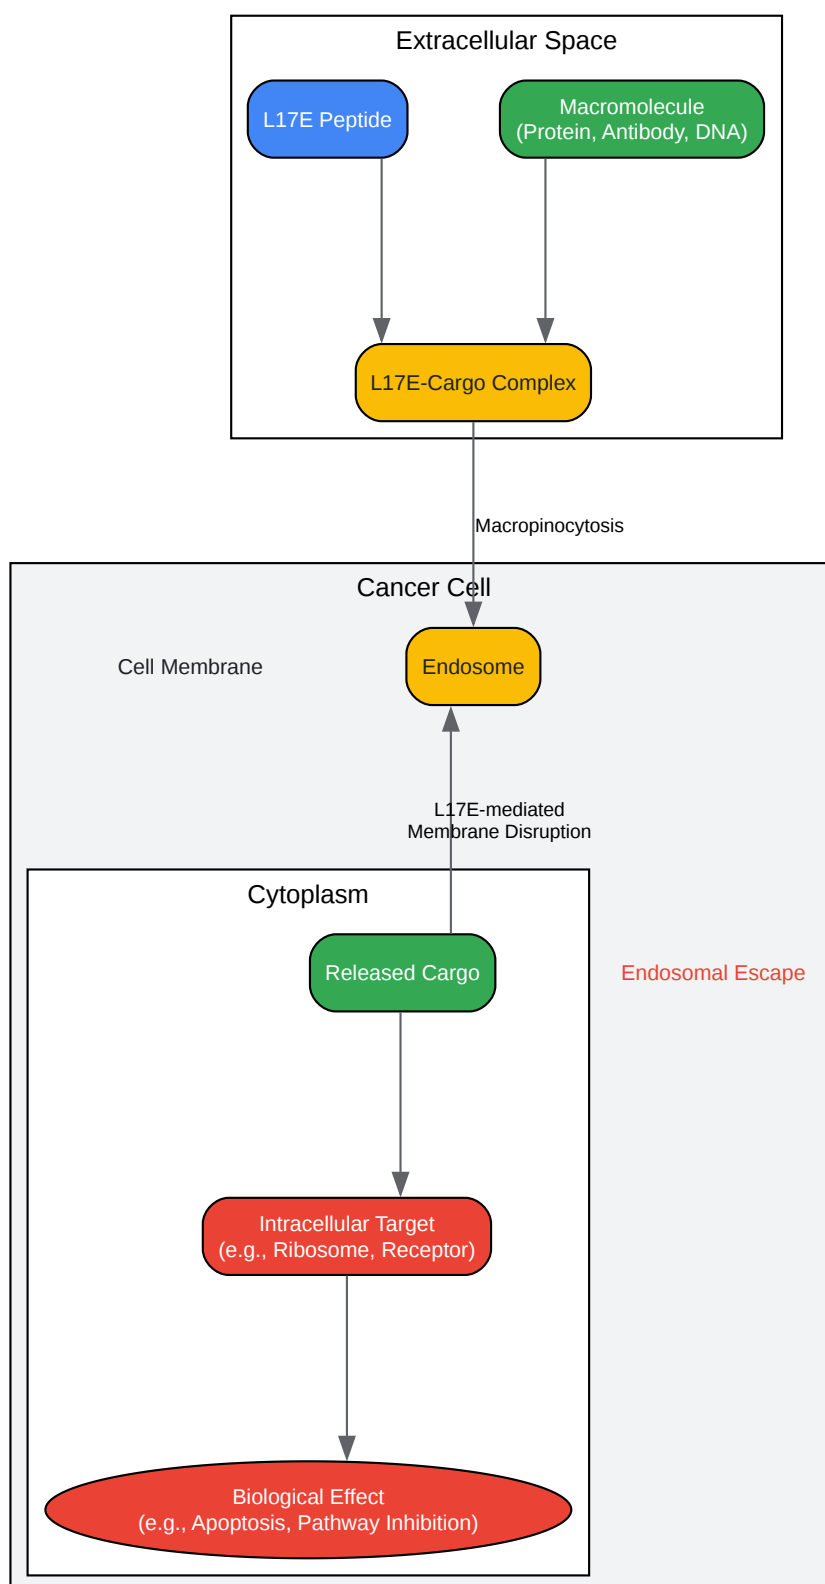 Extracellular Space
L17E Peptide
Macromolecule
(Protein, Antibody, DNA)
L17E-Cargo Complex
Macropinocytosis
Cancer Cell
Cell Membrane
Endosome
L17E-mediated
Membrane Disruption
Cytoplasm
Released Cargo
Endosomal Escape
Intracellular Target
(e.g., Ribosome, Receptor)
Biological Effect
(e.g., Apoptosis, Pathway Inhibition)